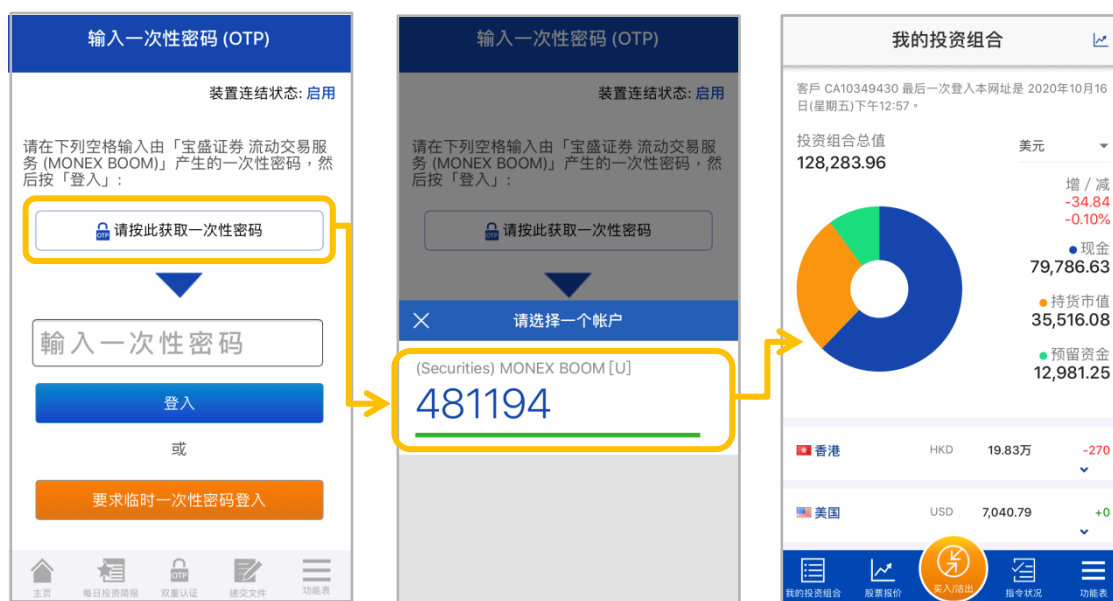 输入一次性密码 (OTP)
装置连结状态: 启用
请在下列空格输入由「宝盛证券 流动交易服
务 (MONEX BOOM)」产生的一次性密码，然
后按「登入」:
OTP 请按此获取一次性密码
輸入一次性密码
登入
或
要求临时一次性密码登入
主页
每日投资简报
OTP
双重认证
递交文件
功能表
输入一次性密码 (OTP)
装置连结状态: 启用
请在下列空格输入由「宝盛证券 流动交易服
务 (MONEX BOOM)」产生的一次性密码，然
后按「登入」:
OTP 请按此获取一次性密码
请选择一个帐户
(Securities) MONEX BOOM [U]
481194
我的投资组合
客戶 CA10349430 最后一次登入本网址是 2020年10月16
日(星期五)下午12:57。
投资组合总值
美元
128,283.96
增 / 减
-34.84
-0.10%
现金
79,786.63
持货市值
35,516.08
预留资金
12,981.25
香港 HKD 19.83万 -270
美国 USD 7,040.79 +0
我的投资组合
股票报价
买入/沽出
指令状况
功能表